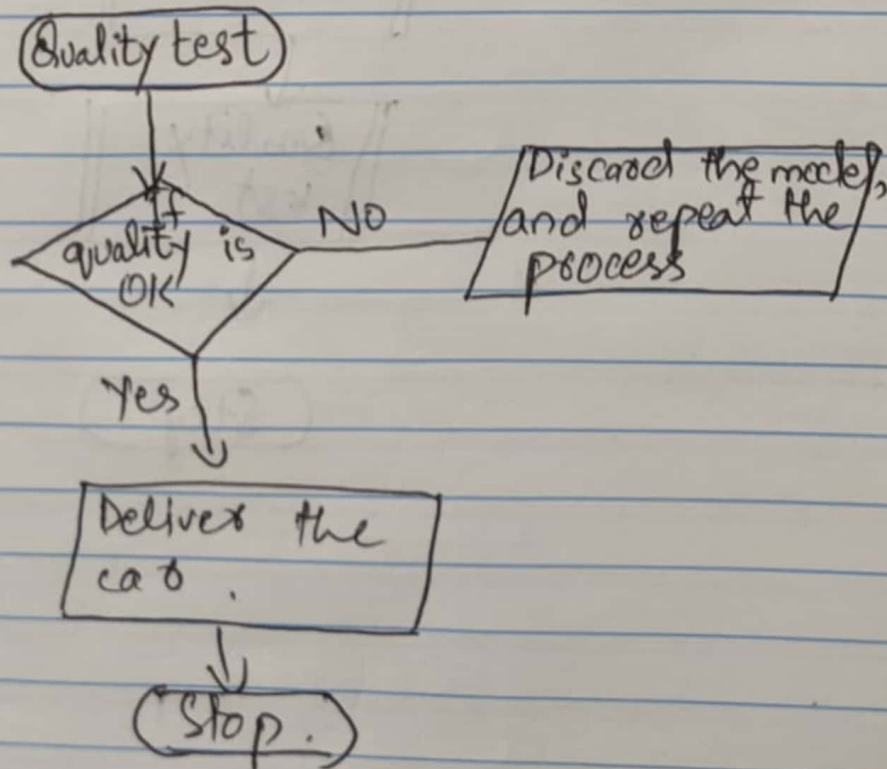 Quality test
If
quality is
OK
NO
Discard the model,
and repeat the
process
Yes
Deliver the
car.
Stop.